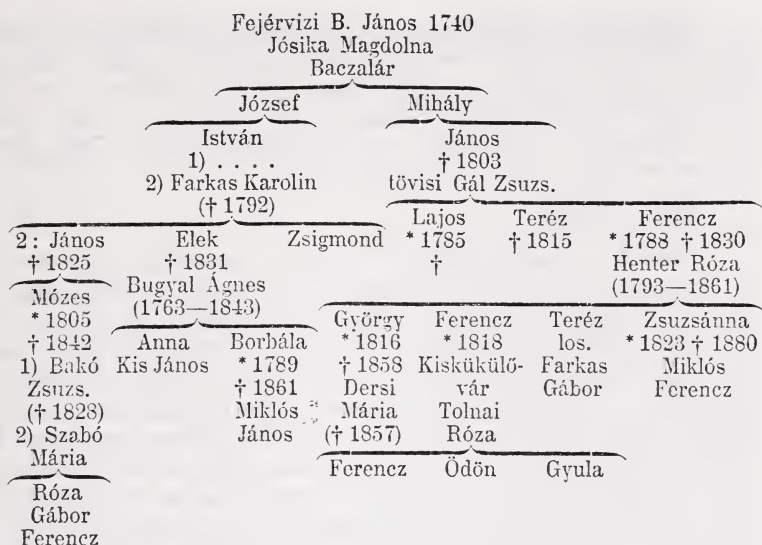 Fejérvizi B. János 1740
Jósika Magdolna
Baczalár
József Mihály
István
1) . . . .
2) Farkas Karolin
(† 1792)
János
† 1803
tövisi Gál Zsuzs.
2: János
† 1825
Elek
† 1831
Bugyal Ágnes
(1763—1843)
Zsigmond
Lajos
* 1785
†
Teréz
† 1815
Ferencz
* 1788 † 1830
Henter Róza
(1793—1861)
Mózes
* 1805
† 1842
1) Bakó
Zsuzs.
(† 1828)
2) Szabó
Mária
Anna
Kis János
Borbála
* 1789
† 1861
Miklós
János
György
* 1816
† 1858
Dersi
Mária
(† 1857)
Ferencz
* 1818
Kiskükülő-
vár
Tolnai
Róza
Teréz
los.
Farkas
Gábor
Zsuzsánna
* 1823 † 1880
Miklós
Ferencz
Róza
Gábor
Ferencz
Ferencz Ödön Gyula